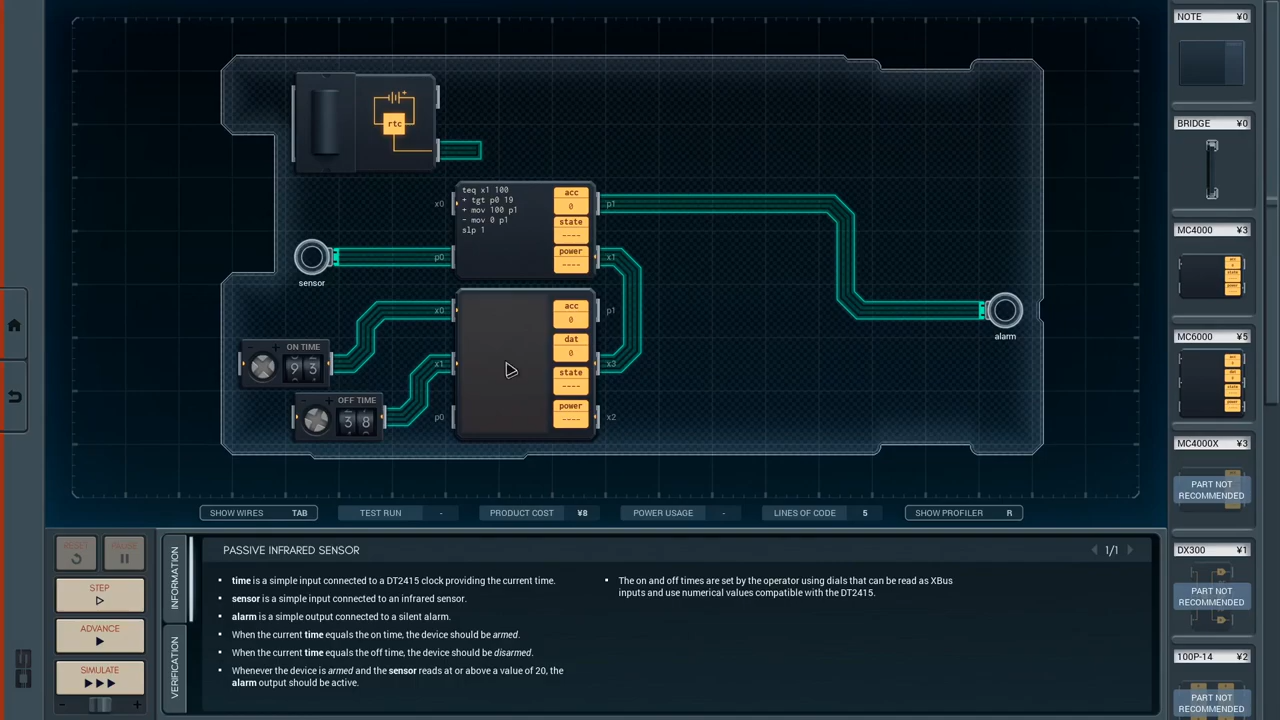 NOTE ¥0
BRIDGE ¥0
MC4000 ¥3
MC6000 ¥5
MC4000X ¥3
PART NOT
RECOMMENDED
DX300 ¥1
PART NOT
RECOMMENDED
100P-14 ¥2
PART NOT
RECOMMENDED
rtc
x0
teq x1 100
+ tgt p0 19
+ mov 100 p1
- mov 0 p1
slp 1
acc
0
state
----
power
----
p1
p0
x1
sensor
alarm
x0
x1
p0
acc
0
dat
0
state
----
power
----
p1
x3
x2
- +
ON TIME
93
- +
OFF TIME
38
SHOW WIRES TAB
TEST RUN -
PRODUCT COST ¥8
POWER USAGE -
LINES OF CODE 5
SHOW PROFILER R
RESET
PAUSE
STEP
ADVANCE
SIMULATE
- +
INFORMATION
VERIFICATION
PASSIVE INFRARED SENSOR
1/1
time is a simple input connected to a DT2415 clock providing the current time.
sensor is a simple input connected to an infrared sensor.
alarm is a simple output connected to a silent alarm.
When the current time equals the on time, the device should be armed.
When the current time equals the off time, the device should be disarmed.
Whenever the device is armed and the sensor reads at or above a value of 20, the
alarm output should be active.
The on and off times are set by the operator using dials that can be read as XBus
inputs and use numerical values compatible with the DT2415.